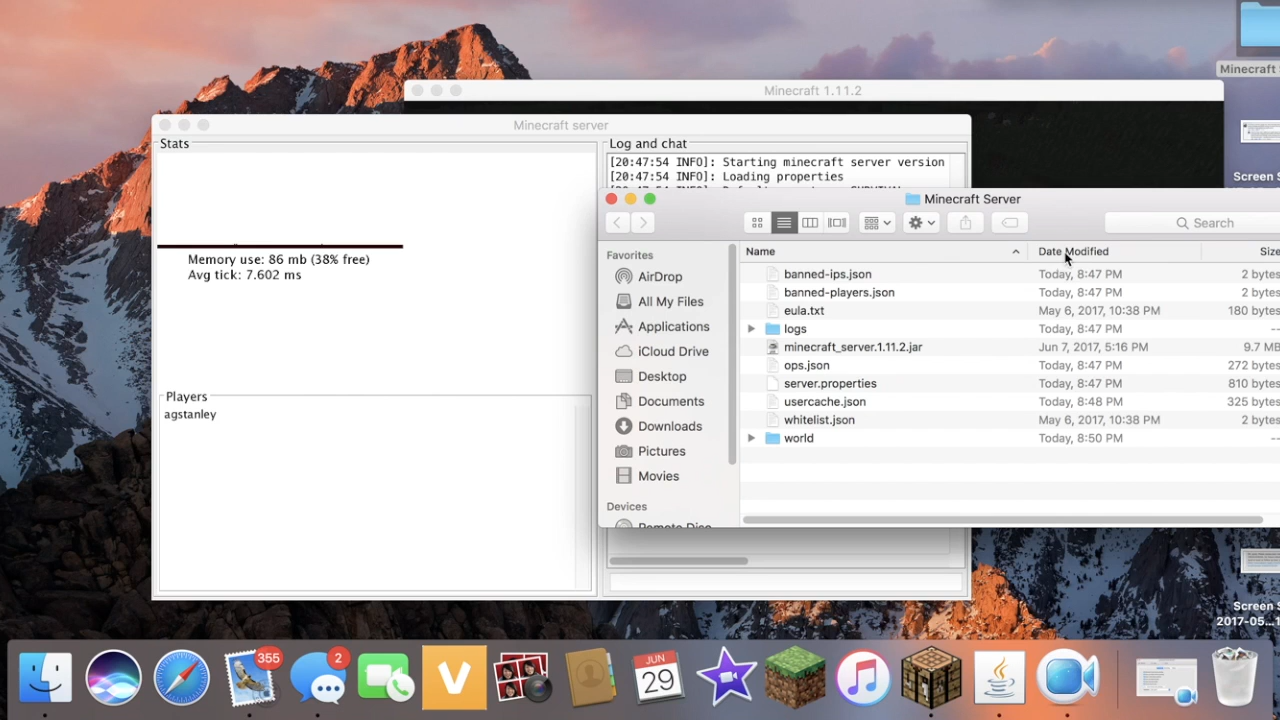 Minecraft S
Minecraft 1.11.2
Minecraft server
Stats
Log and chat
[20:47:54 INFO]: Starting minecraft server version
[20:47:54 INFO]: Loading properties
Memory use: 86 mb (38% free)
Avg tick: 7.602 ms
Players
agstanley
Minecraft Server
Search
Favorites
AirDrop
All My Files
Applications
iCloud Drive
Desktop
Documents
Downloads
Pictures
Movies
Devices
Remote Disc
Name Date Modified Size
banned-ips.json Today, 8:47 PM 2 bytes
banned-players.json Today, 8:47 PM 2 bytes
eula.txt May 6, 2017, 10:38 PM 180 bytes
logs Today, 8:47 PM --
minecraft_server.1.11.2.jar Jun 7, 2017, 5:16 PM 9.7 MB
ops.json Today, 8:47 PM 272 bytes
server.properties Today, 8:47 PM 810 bytes
usercache.json Today, 8:48 PM 325 bytes
whitelist.json May 6, 2017, 10:38 PM 2 bytes
world Today, 8:50 PM --
Screen S
Screen S
2017-05...1
355
2
V
JUN
29